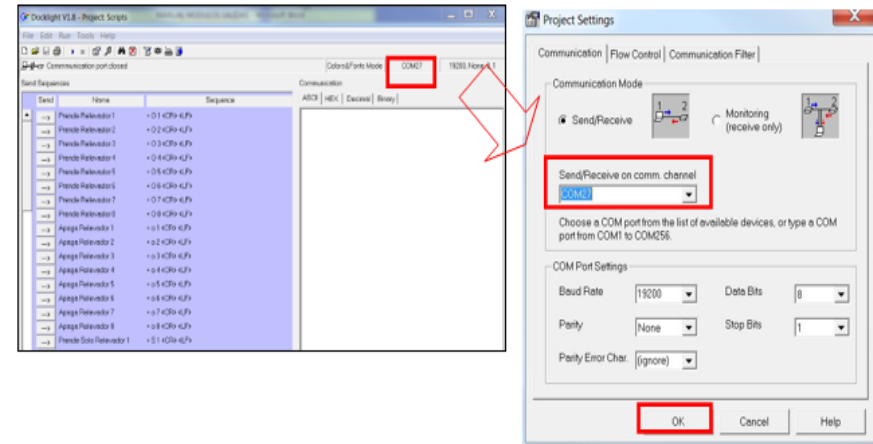 Docklight V1.8 - Project Scripts
File Edit Run Tools Help
Communication port closed
Colors&Fonts Mode COM27 19200, None, 8, 1
Send Sequences
Communication
Send Name Sequence
ASCII HEX Decimal Binary
---> Prende Relevador 1
---> Prende Relevador 2
---> Prende Relevador 3
---> Prende Relevador 4
---> Prende Relevador 5
---> Prende Relevador 6
---> Prende Relevador 7
---> Prende Relevador 8
---> Apaga Relevador 1
---> Apaga Relevador 2
---> Apaga Relevador 3
---> Apaga Relevador 4
---> Apaga Relevador 5
---> Apaga Relevador 6
---> Apaga Relevador 7
---> Apaga Relevador 8
---> Prende Solo Relevador 1
Project Settings
Communication Flow Control Communication Filter
Communication Mode
Send/Receive
1 2
Monitoring
(receive only)
1 2
Send/Receive on comm. channel
COM27
Choose a COM port from the list of available devices, or type a COM
port from COM1 to COM256.
COM Port Settings
Baud Rate 19200 Data Bits 8
Parity None Stop Bits 1
Parity Error Char. (ignore)
OK Cancel Help